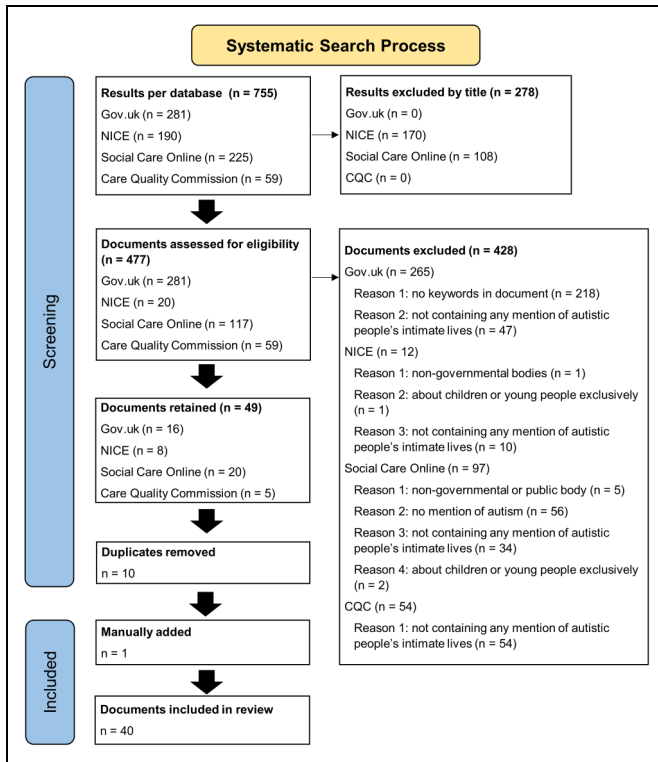 Systematic Search Process
Screening
Results per database (n = 755)
Gov.uk (n = 281)
NICE (n = 190)
Social Care Online (n = 225)
Care Quality Commission (n = 59)
Results excluded by title (n = 278)
Gov.uk (n = 0)
NICE (n = 170)
Social Care Online (n = 108)
CQC (n = 0)
Documents assessed for eligibility
(n = 477)
Gov.uk (n = 281)
NICE (n = 20)
Social Care Online (n = 117)
Care Quality Commission (n = 59)
Documents excluded (n = 428)
Gov.uk (n = 265)
Reason 1: no keywords in document (n = 218)
Reason 2: not containing any mention of autistic
people's intimate lives (n = 47)
NICE (n = 12)
Reason 1: non-governmental bodies (n = 1)
Reason 2: about children or young people exclusively
(n = 1)
Reason 3: not containing any mention of autistic
people's intimate lives (n = 10)
Social Care Online (n = 97)
Reason 1: non-governmental or public body (n = 5)
Reason 2: no mention of autism (n = 56)
Reason 3: not containing any mention of autistic
people's intimate lives (n = 34)
Reason 4: about children or young people exclusively
(n = 2)
CQC (n = 54)
Reason 1: not containing any mention of autistic
people's intimate lives (n = 54)
Documents retained (n = 49)
Gov.uk (n = 16)
NICE (n = 8)
Social Care Online (n = 20)
Care Quality Commission (n = 5)
Duplicates removed
n = 10
Included
Manually added
n = 1
Documents included in review
n = 40